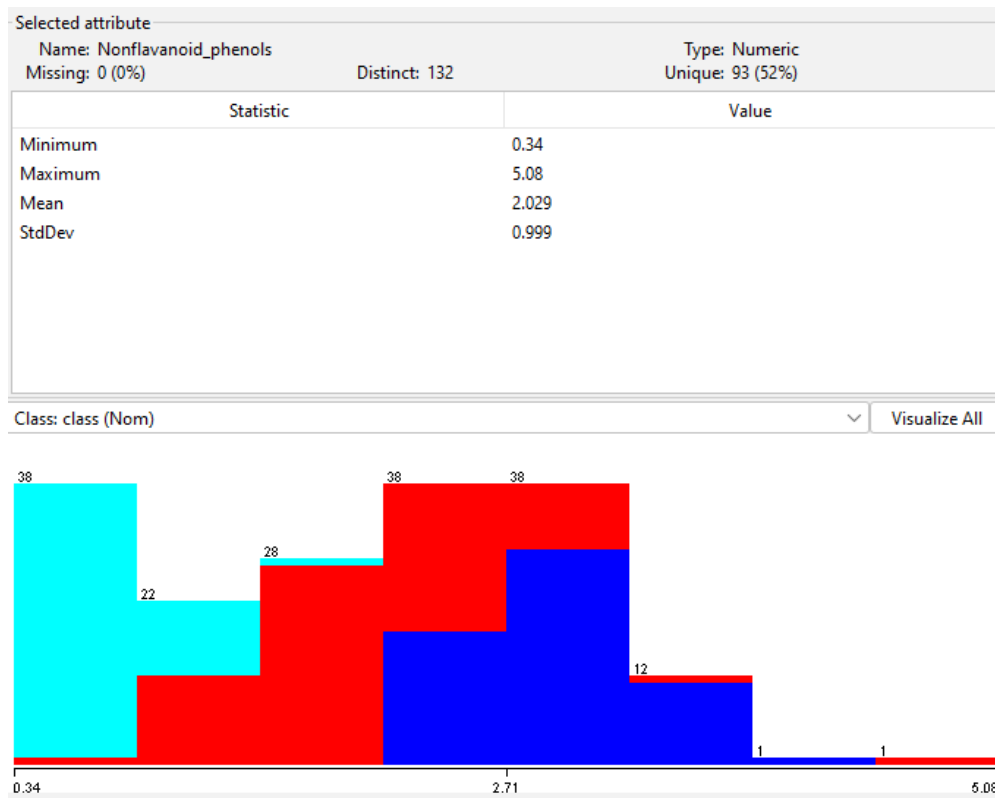 Selected attribute
Name: Nonflavanoid_phenols Type: Numeric
Missing: 0 (0%) Distinct: 132 Unique: 93 (52%)
Statistic Value
Minimum 0.34
Maximum 5.08
Mean 2.029
StdDev 0.999
Class: class (Nom) Visualize All
38 38 38
28
22
12
1 1
0.34 2.71 5.08